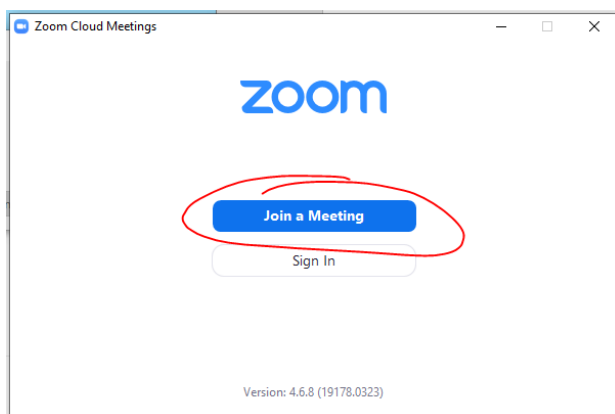 Zoom Cloud Meetings
zoom
Join a Meeting
Sign In
Version: 4.6.8 (19178.0323)